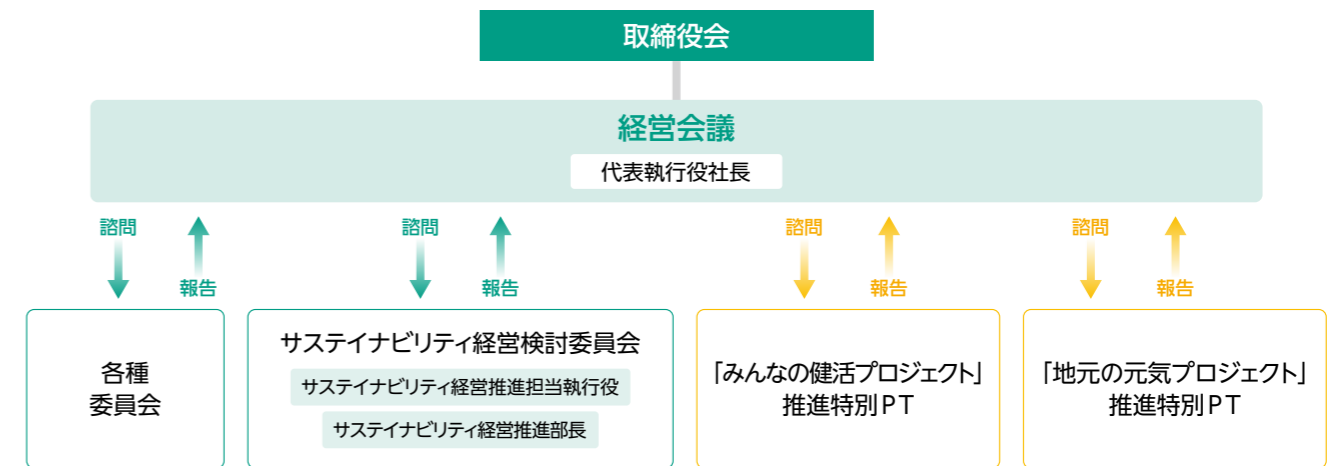 取締役会
経営会議
代表執行役社長
諮問
報告
諮問
報告
諮問
報告
諮問
報告
各種
委員会
サステイナビリティ経営検討委員会
サステイナビリティ経営推進担当執行役
サステイナビリティ経営推進部長
「みんなの健活プロジェクト」
推進特別PT
「地元の元気プロジェクト」
推進特別PT